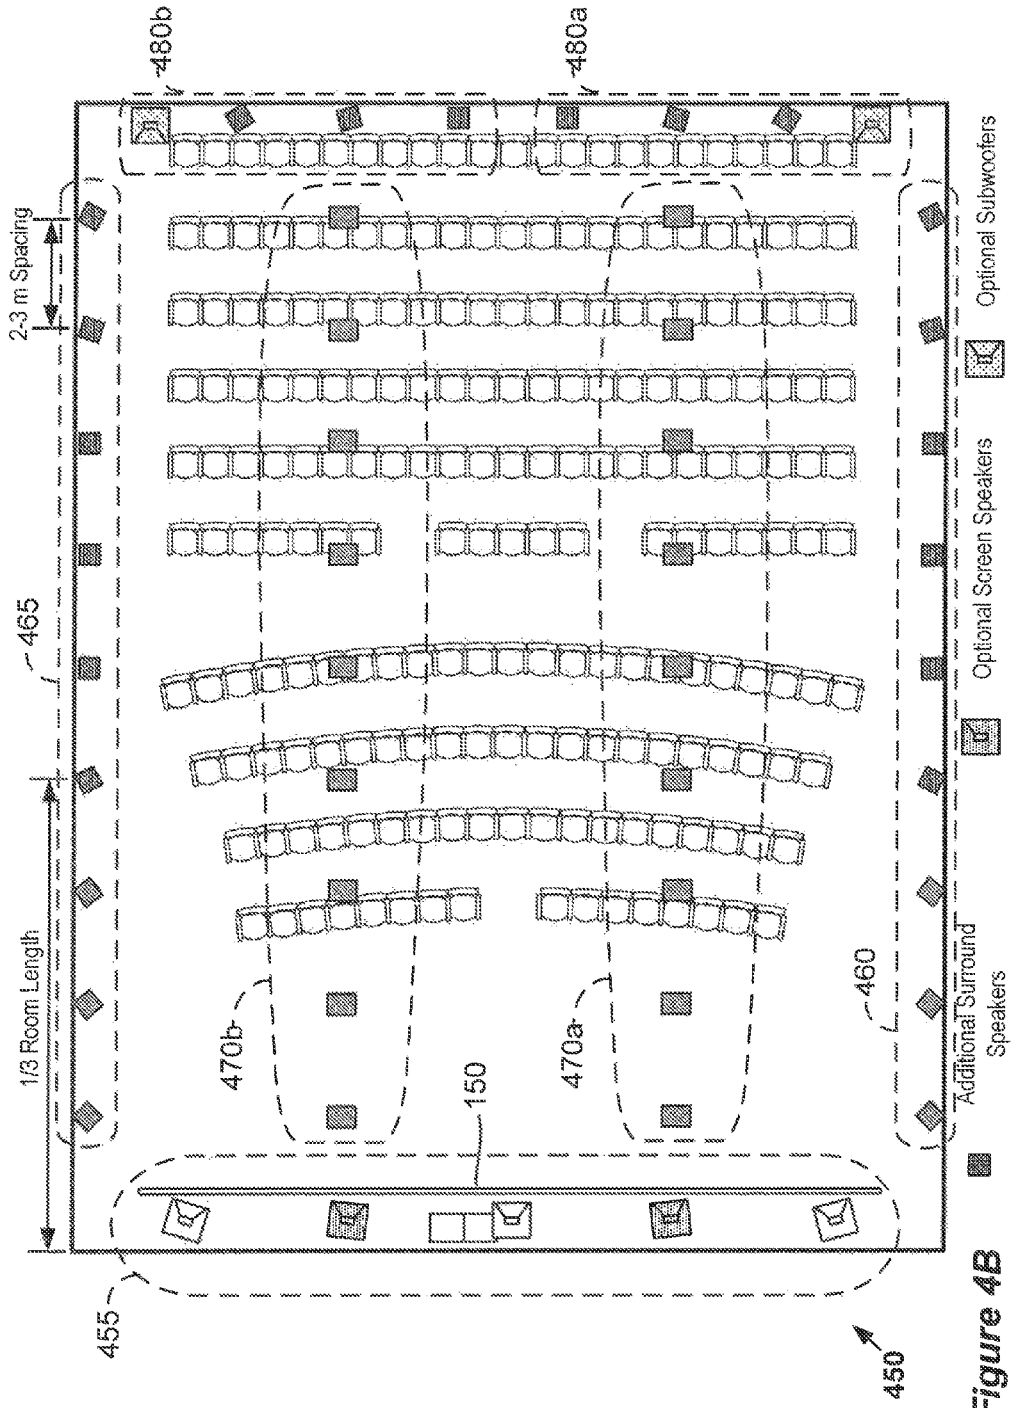 480b
480a
2-3 m Spacing
465
1/3 Room Length
470b
470a
150
460
455
450
Additional Surround
Speakers
Optional Screen Speakers
Optional Subwoofers
Figure 4B